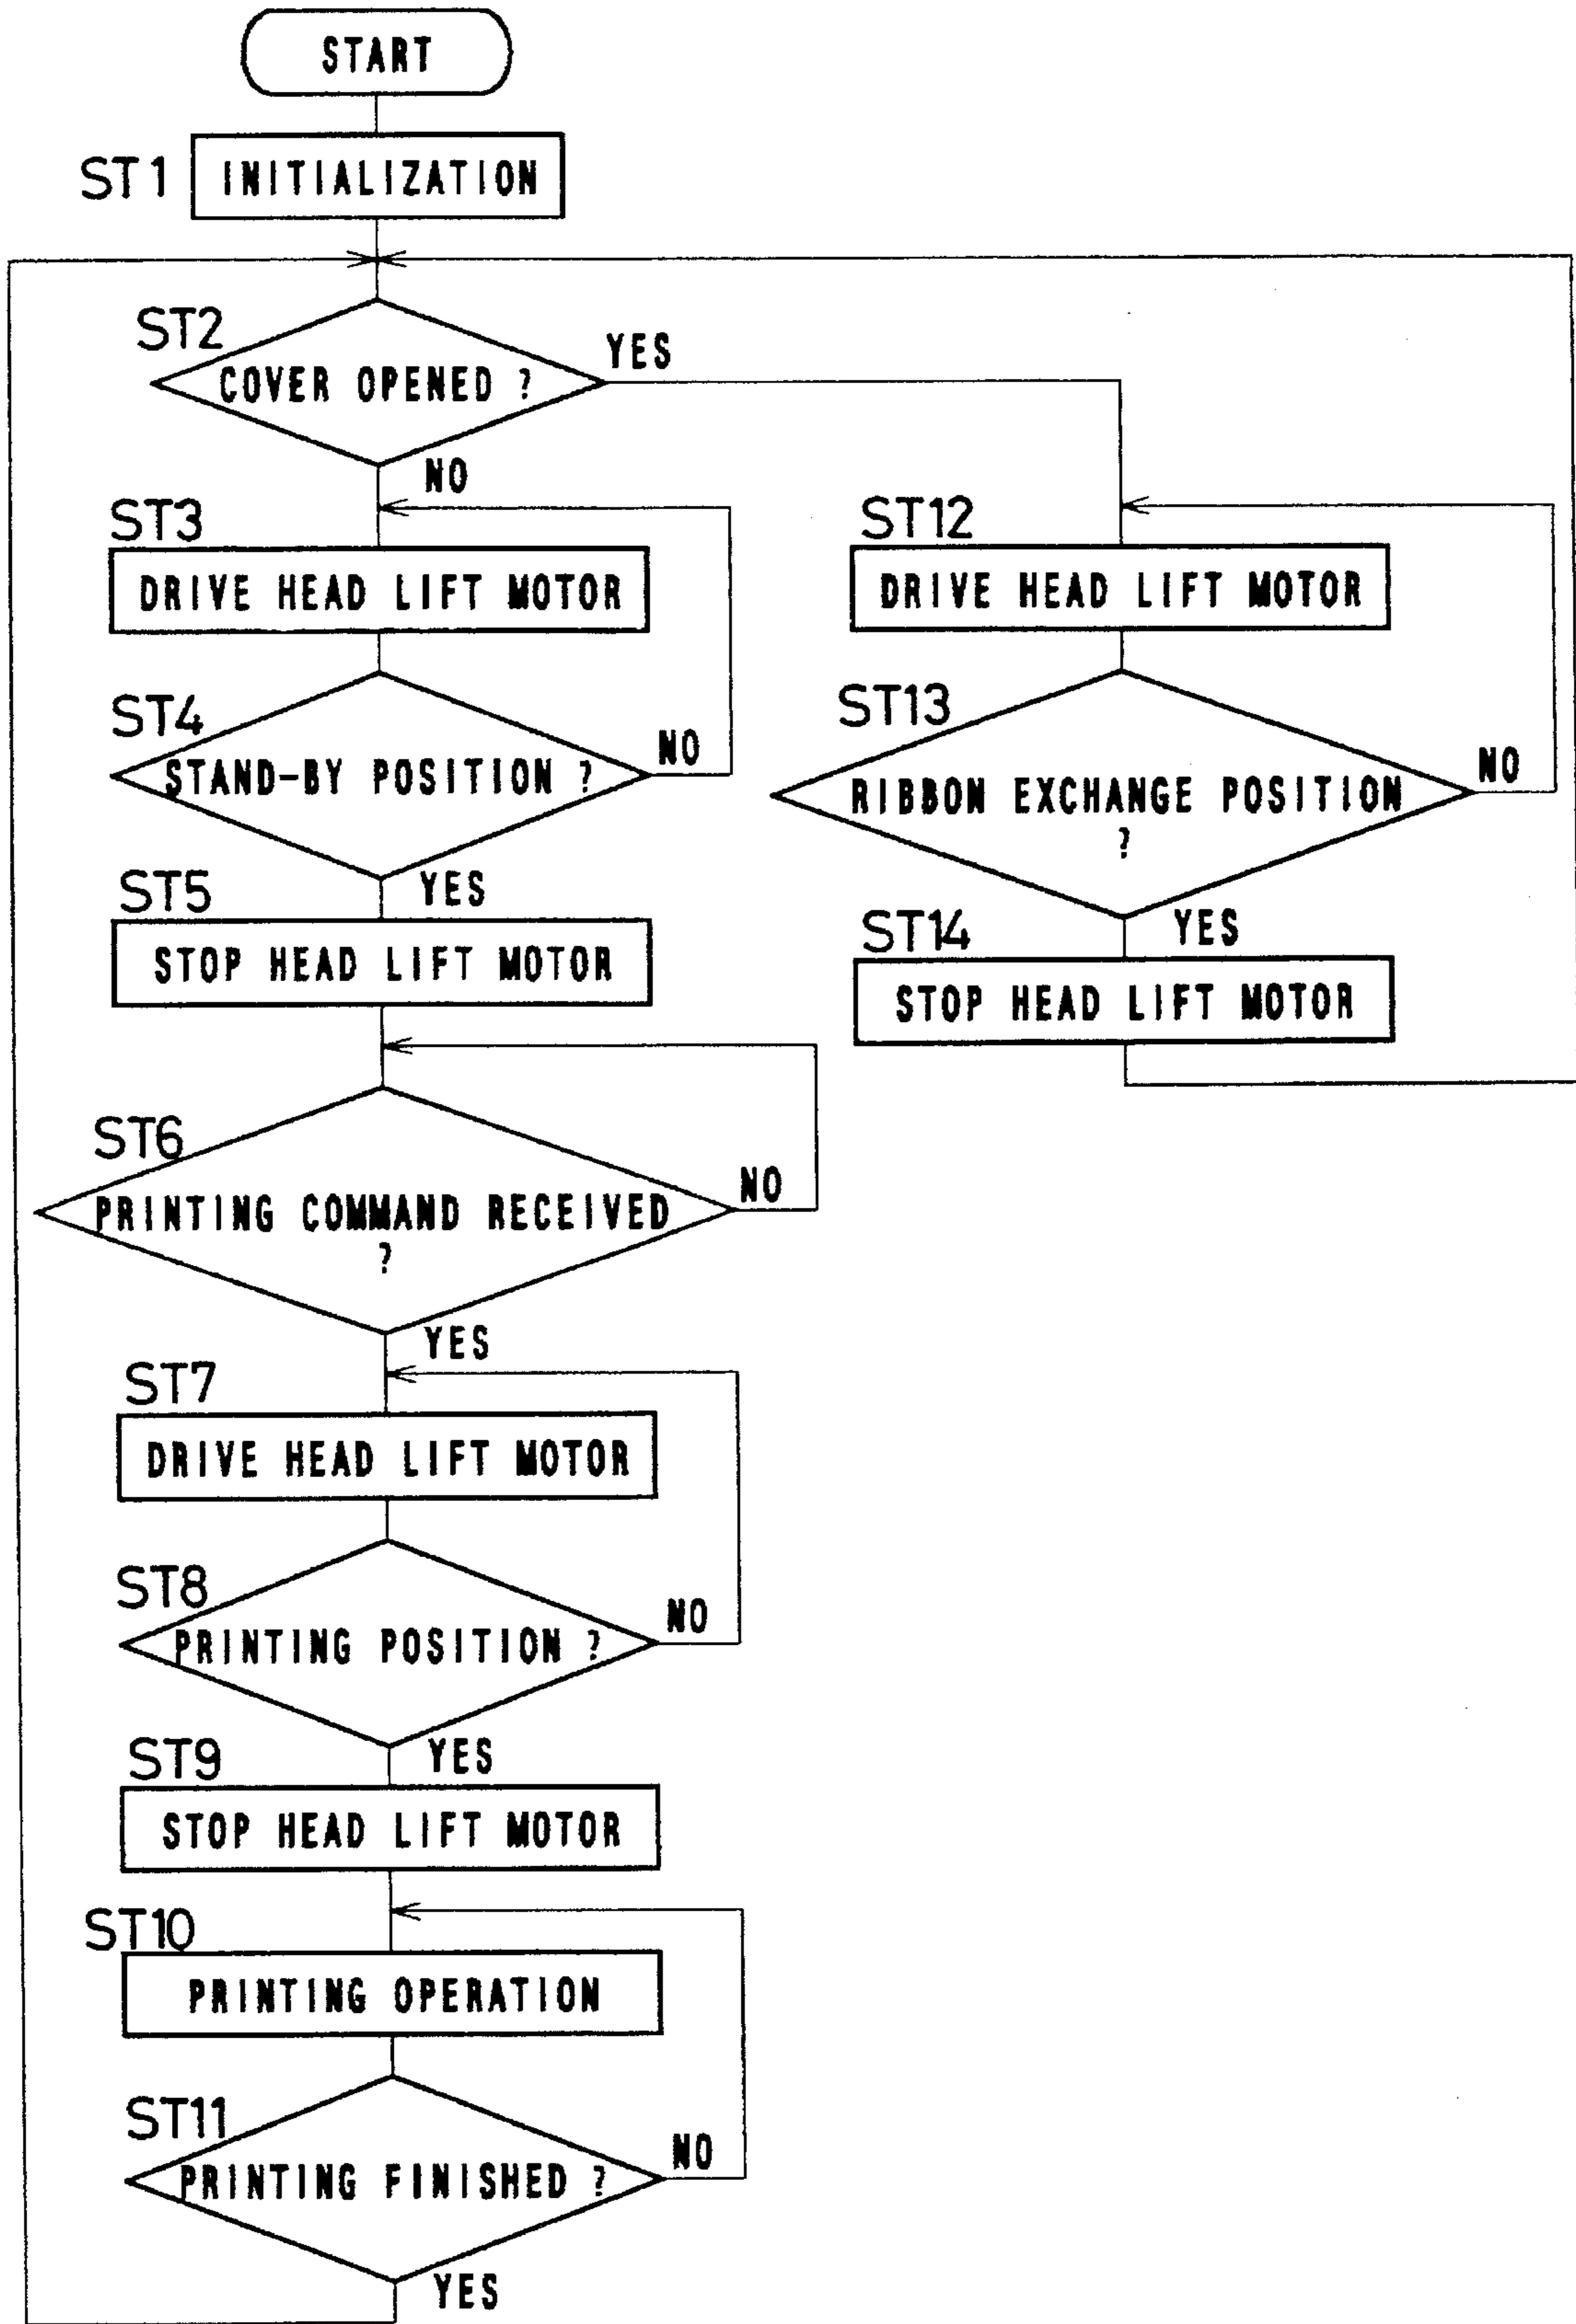 START
ST1
INITIALIZATION
ST2
COVER OPENED ?
YES
NO
ST3
DRIVE HEAD LIFT MOTOR
ST4
STAND-BY POSITION ?
NO
YES
ST5
STOP HEAD LIFT MOTOR
ST6
PRINTING COMMAND RECEIVED
?
NO
YES
ST7
DRIVE HEAD LIFT MOTOR
ST8
PRINTING POSITION ?
NO
YES
ST9
STOP HEAD LIFT MOTOR
ST10
PRINTING OPERATION
ST11
PRINTING FINISHED ?
NO
YES
ST12
DRIVE HEAD LIFT MOTOR
ST13
RIBBON EXCHANGE POSITION
?
NO
YES
ST14
STOP HEAD LIFT MOTOR